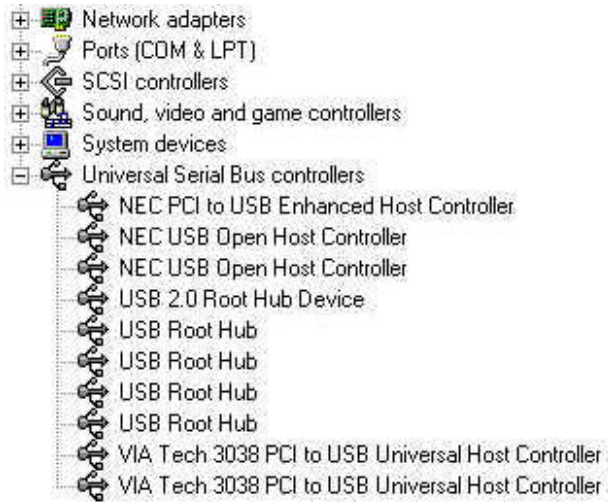 Network adapters
Ports (COM & LPT)
SCSI controllers
Sound, video and game controllers
System devices
Universal Serial Bus controllers
NEC PCI to USB Enhanced Host Controller
NEC USB Open Host Controller
NEC USB Open Host Controller
USB 2.0 Root Hub Device
USB Root Hub
USB Root Hub
USB Root Hub
USB Root Hub
VIA Tech 3038 PCI to USB Universal Host Controller
VIA Tech 3038 PCI to USB Universal Host Controller